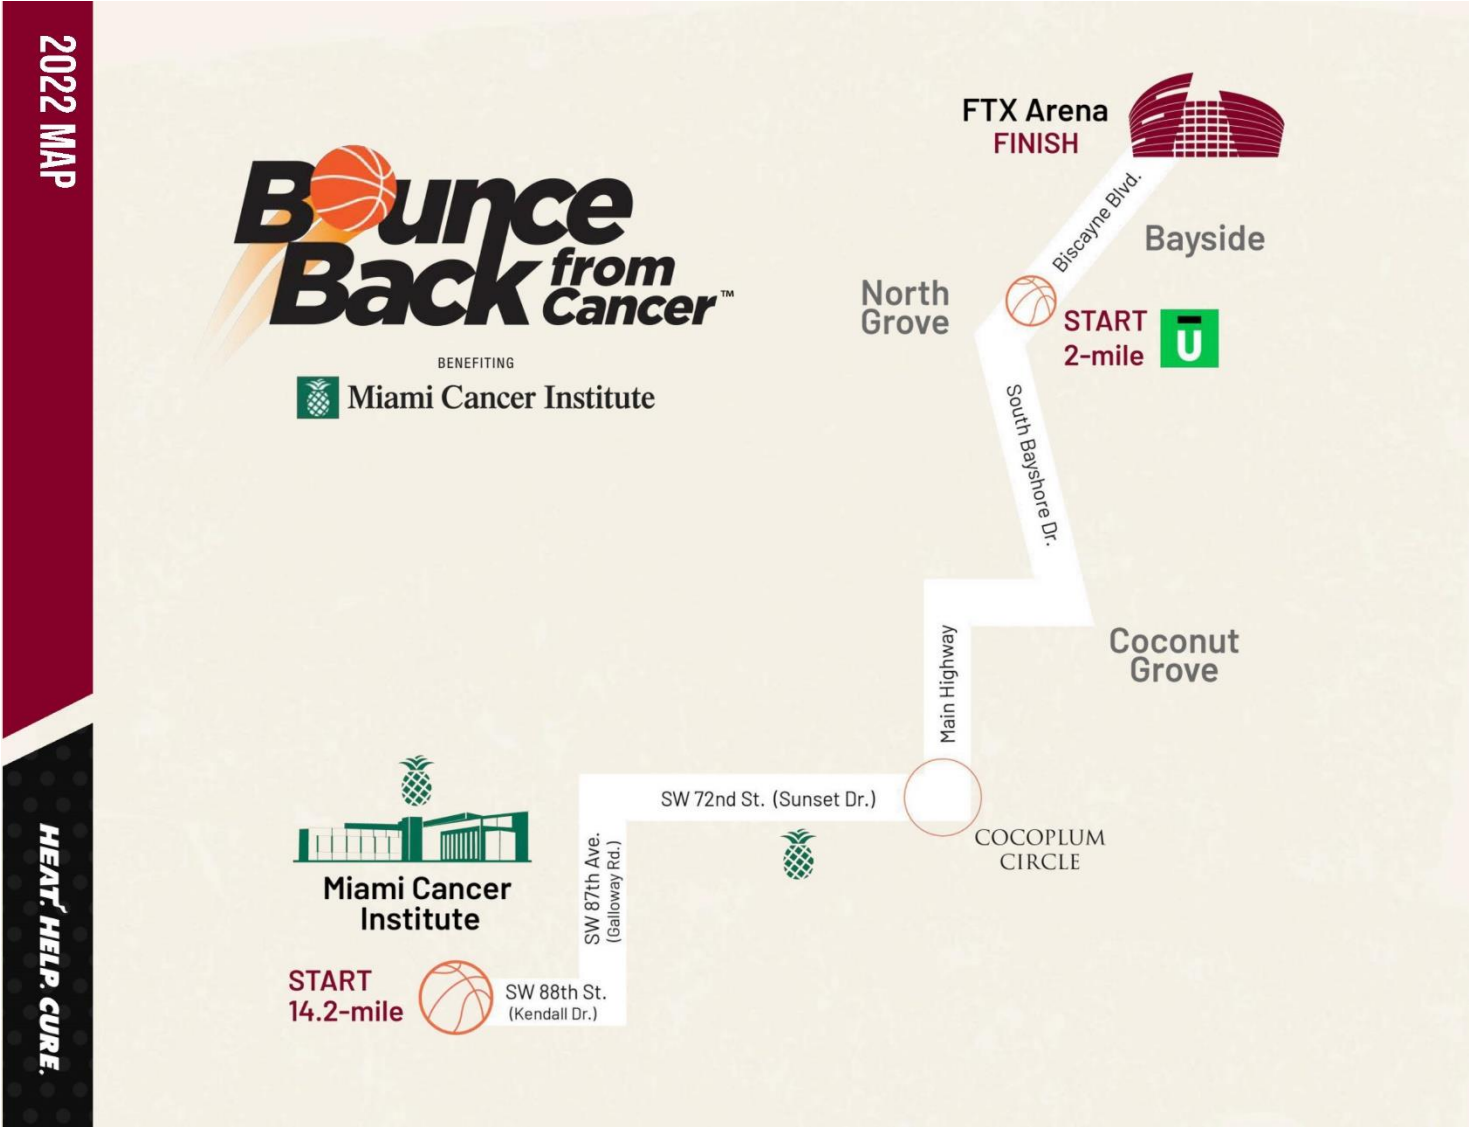 2022 MAP
HEAT. HELP. CURE.
Bounce
Back from
Cancer™
BENEFITING
Miami Cancer Institute
FTX Arena
FINISH
Biscayne Blvd.
Bayside
North
Grove
START
2-mile
U
South Bayshore Dr.
Coconut
Grove
Main Highway
SW 72nd St. (Sunset Dr.)
COCOPLUM
CIRCLE
SW 87th Ave.
(Galloway Rd.)
Miami Cancer
Institute
START
14.2-mile
SW 88th St.
(Kendall Dr.)